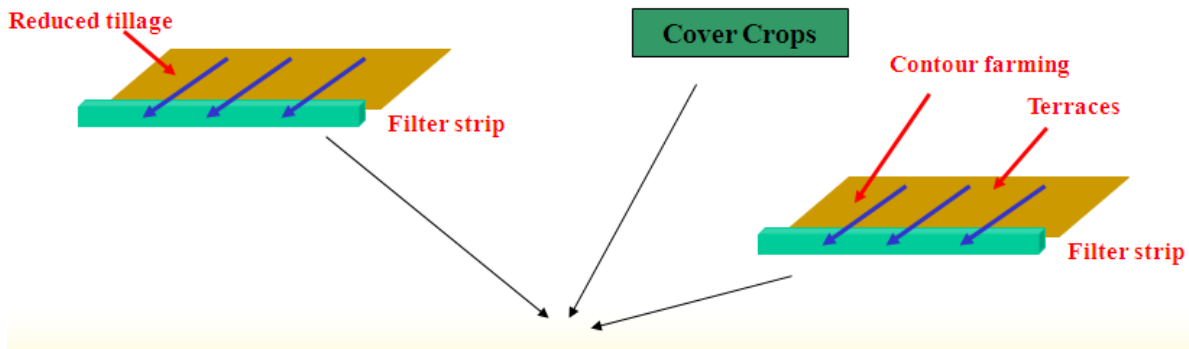 Reduced tillage
Cover Crops
Contour farming
Terraces
Filter strip
Filter strip